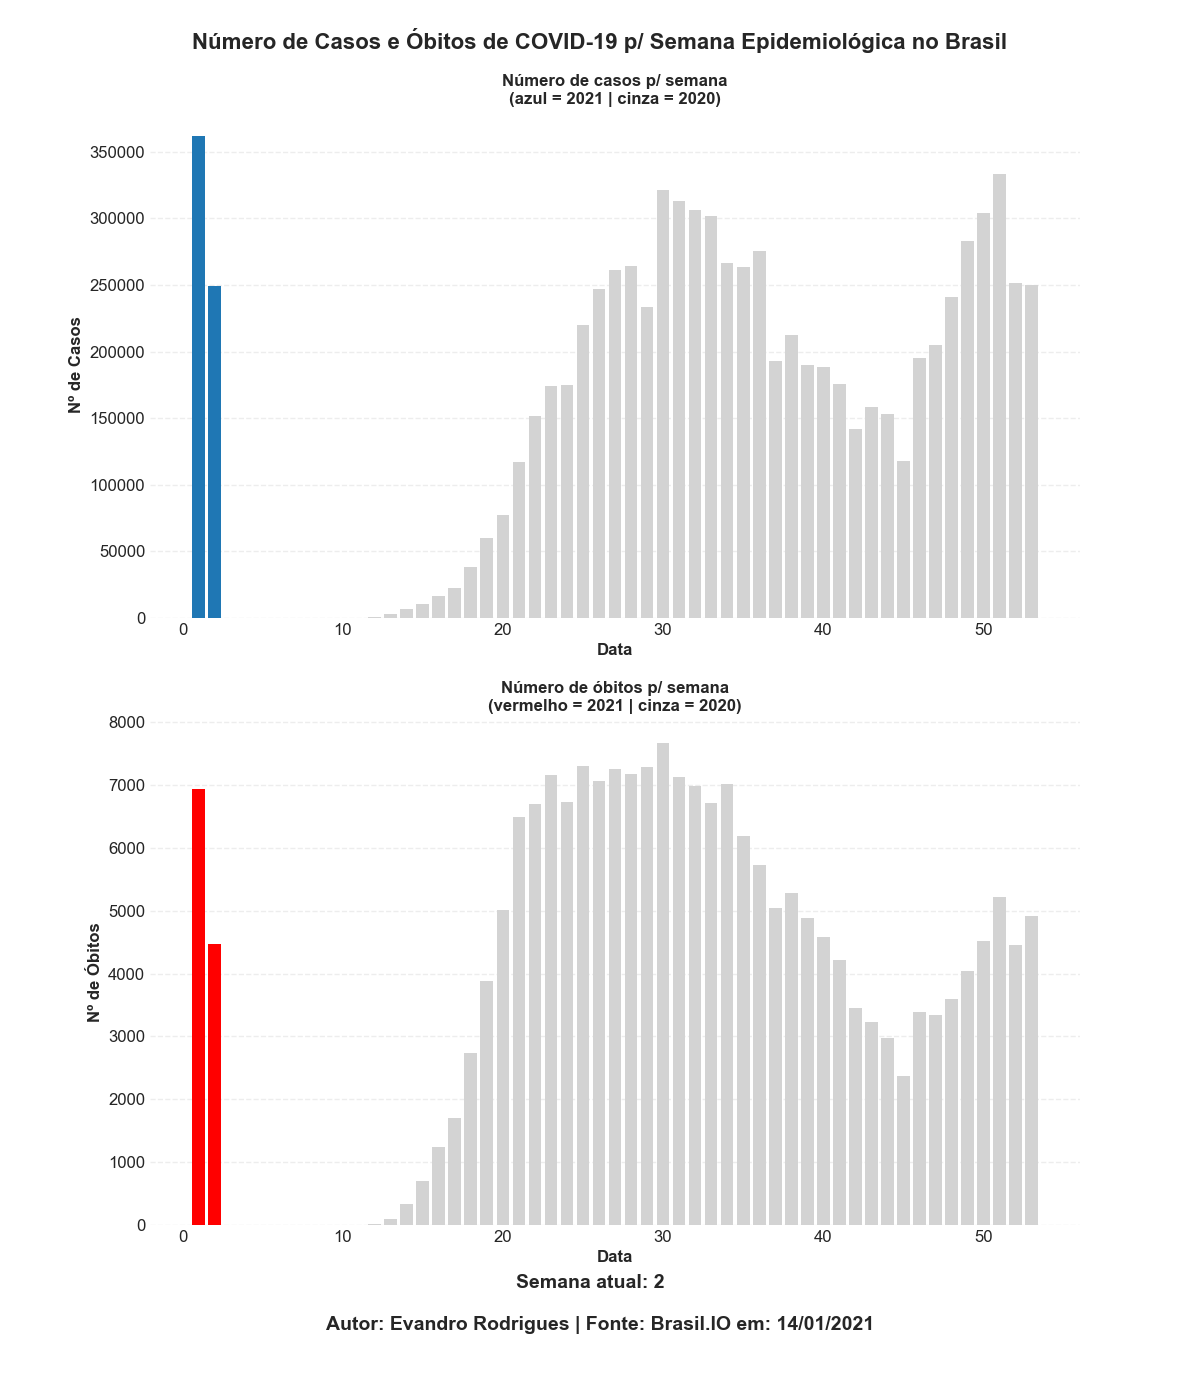 Número de Casos e Óbitos de COVID-19 p/ Semana Epidemiológica no Brasil
Número de casos p/ semana
(azul = 2021 | cinza = 2020)
350000
300000
250000
200000
150000
100000
50000
0
Nº de Casos
0 10 20 30 40 50
Data
Número de óbitos p/ semana
(vermelho = 2021 | cinza = 2020)
8000
7000
6000
5000
4000
3000
2000
1000
0
Nº de Óbitos
0 10 20 30 40 50
Data
Semana atual: 2
Autor: Evandro Rodrigues | Fonte: Brasil.IO em: 14/01/2021